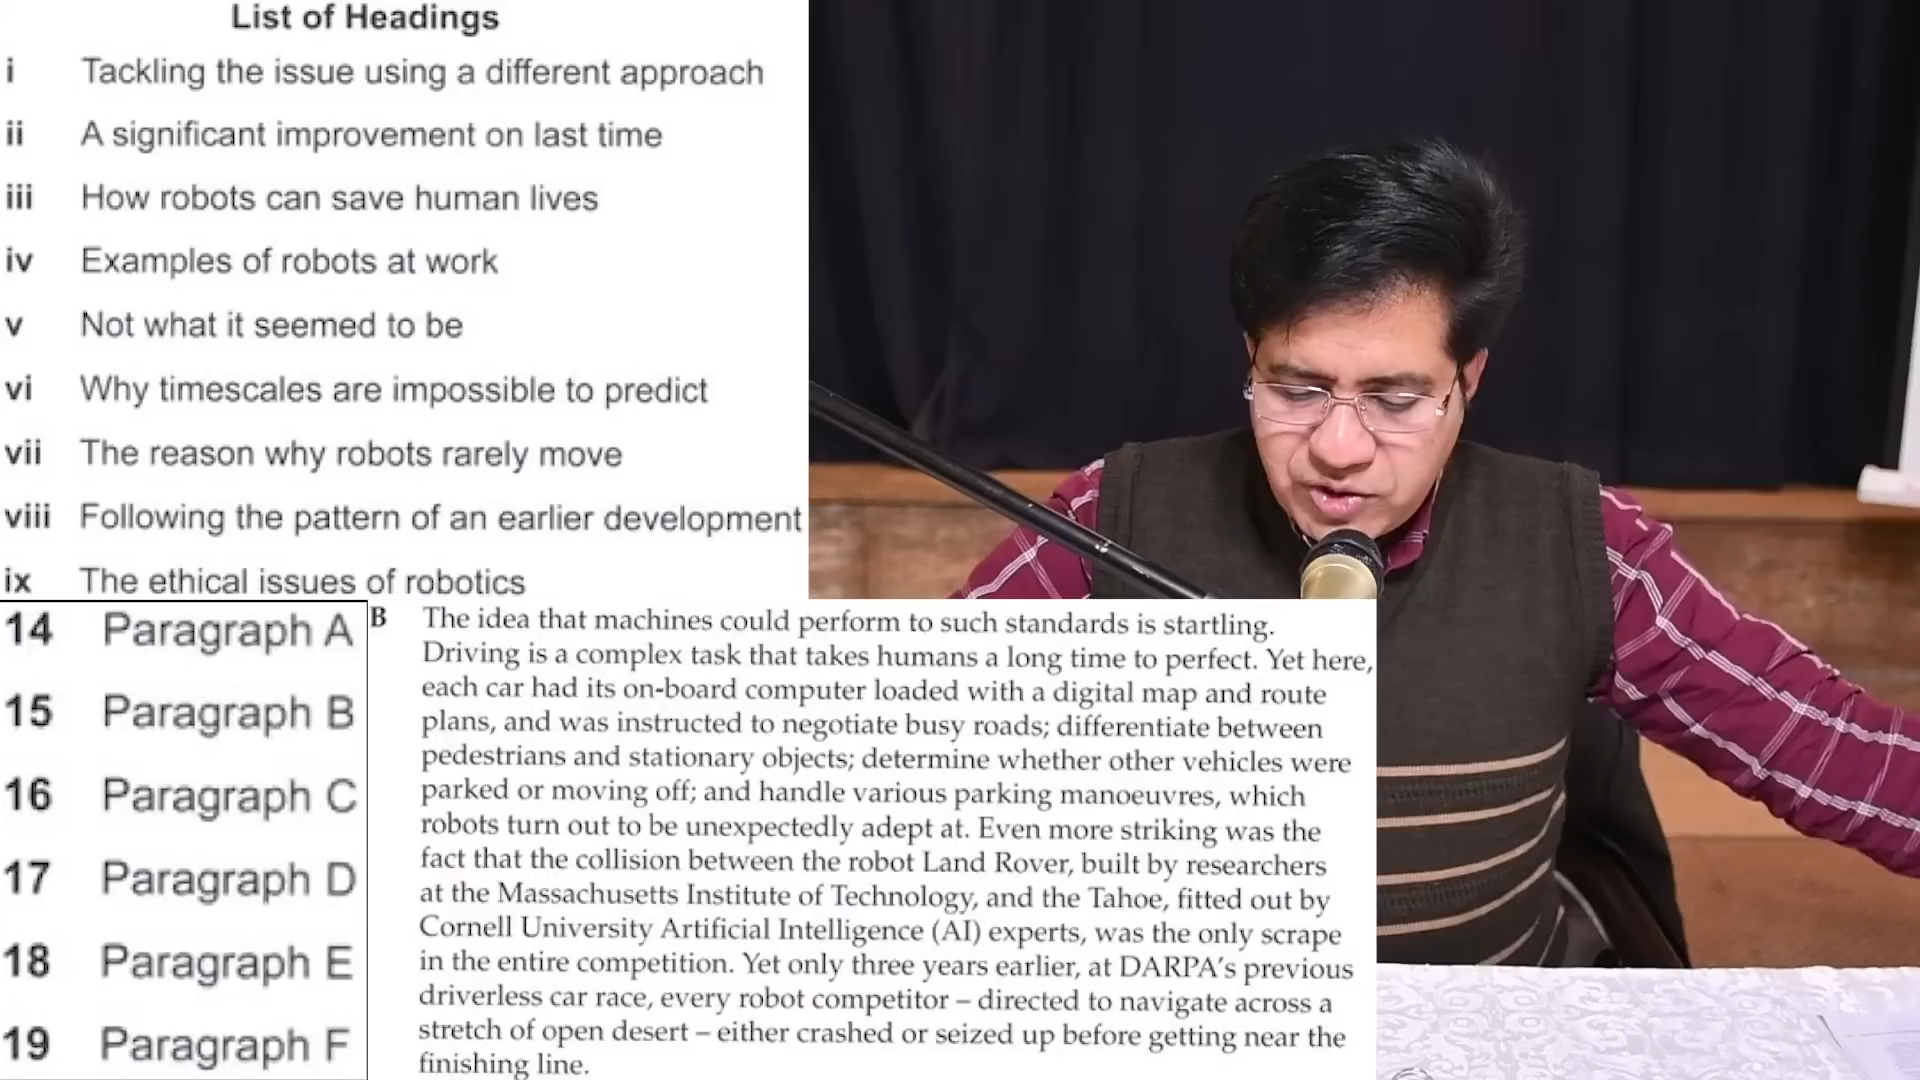 List of Headings
i Tackling the issue using a different approach
ii A significant improvement on last time
iii How robots can save human lives
iv Examples of robots at work
v Not what it seemed to be
vi Why timescales are impossible to predict
vii The reason why robots rarely move
viii Following the pattern of an earlier development
ix The ethical issues of robotics
14 Paragraph A
15 Paragraph B
16 Paragraph C
17 Paragraph D
18 Paragraph E
19 Paragraph F
B The idea that machines could perform to such standards is startling.
Driving is a complex task that takes humans a long time to perfect. Yet here,
each car had its on-board computer loaded with a digital map and route
plans, and was instructed to negotiate busy roads; differentiate between
pedestrians and stationary objects; determine whether other vehicles were
parked or moving off; and handle various parking manoeuvres, which
robots turn out to be unexpectedly adept at. Even more striking was the
fact that the collision between the robot Land Rover, built by researchers
at the Massachusetts Institute of Technology, and the Tahoe, fitted out by
Cornell University Artificial Intelligence (AI) experts, was the only scrape
in the entire competition. Yet only three years earlier, at DARPA's previous
driverless car race, every robot competitor – directed to navigate across a
stretch of open desert – either crashed or seized up before getting near the
finishing line.